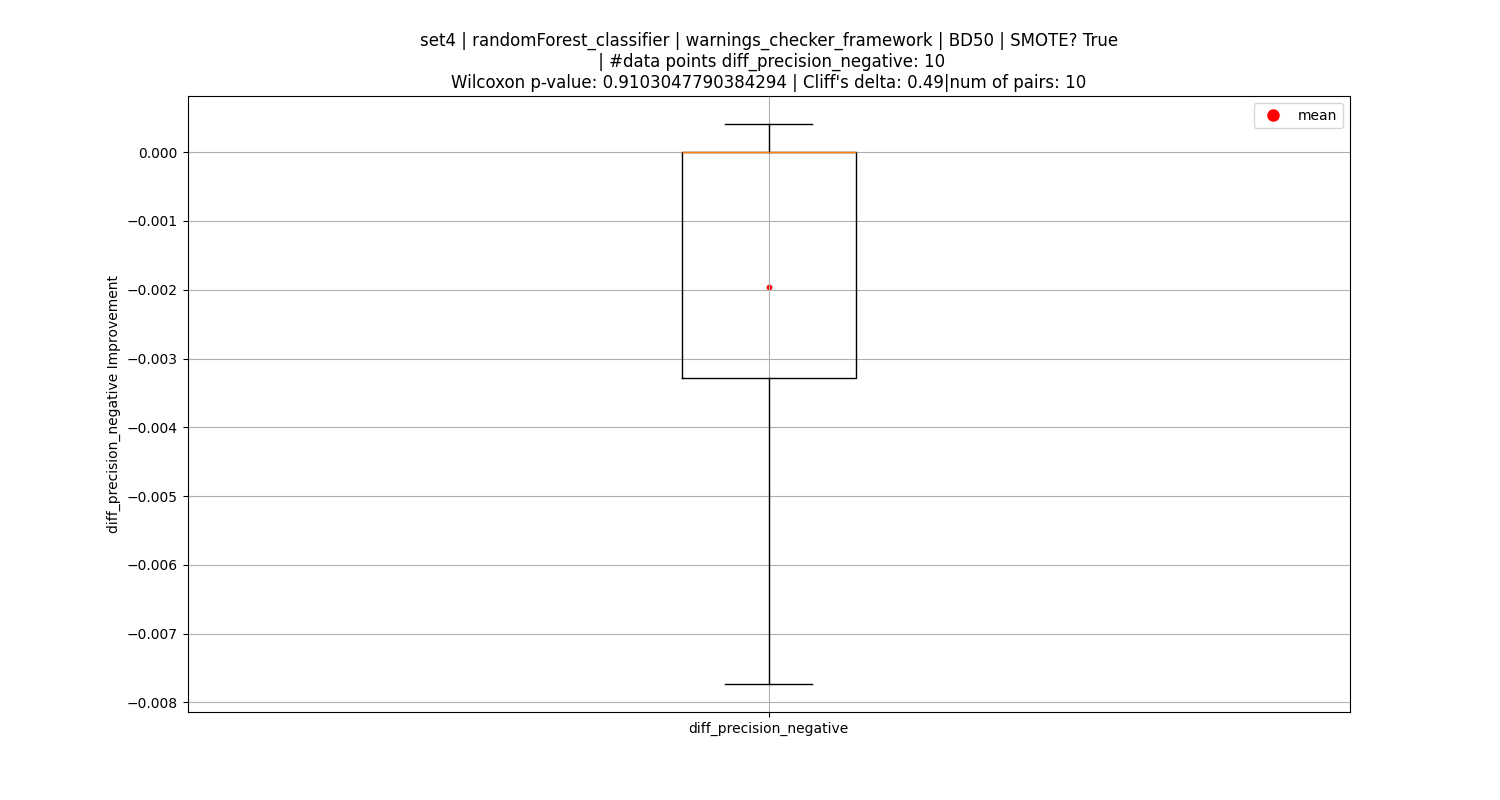 set4 | randomForest_classifier | warnings_checker_framework | BD50 | SMOTE? True
| #data points diff_precision_negative: 10
Wilcoxon p-value: 0.9103047790384294 | Cliff's delta: 0.49|num of pairs: 10
mean
0.000
−0.001
−0.002
−0.003
−0.004
−0.005
−0.006
−0.007
−0.008
diff_precision_negative Improvement
diff_precision_negative